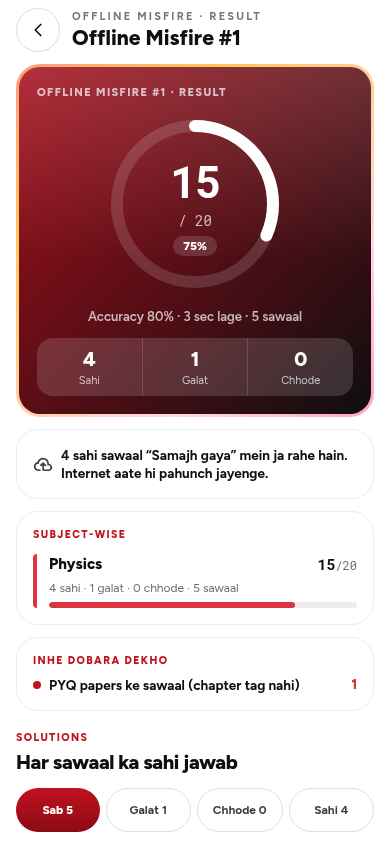 OFFLINE MISFIRE · RESULT
Offline Misfire #1
OFFLINE MISFIRE #1 · RESULT
15
/ 20
75%
Accuracy 80% · 3 sec lage · 5 sawaal
4
Sahi
1
Galat
0
Chhode
4 sahi sawaal “Samajh gaya” mein ja rahe hain.
Internet aate hi pahunch jayenge.
SUBJECT-WISE
Physics 15/20
4 sahi · 1 galat · 0 chhode · 5 sawaal
INHE DOBARA DEKHO
PYQ papers ke sawaal (chapter tag nahi) 1
SOLUTIONS
Har sawaal ka sahi jawab
Sab 5 Galat 1 Chhode 0 Sahi 4